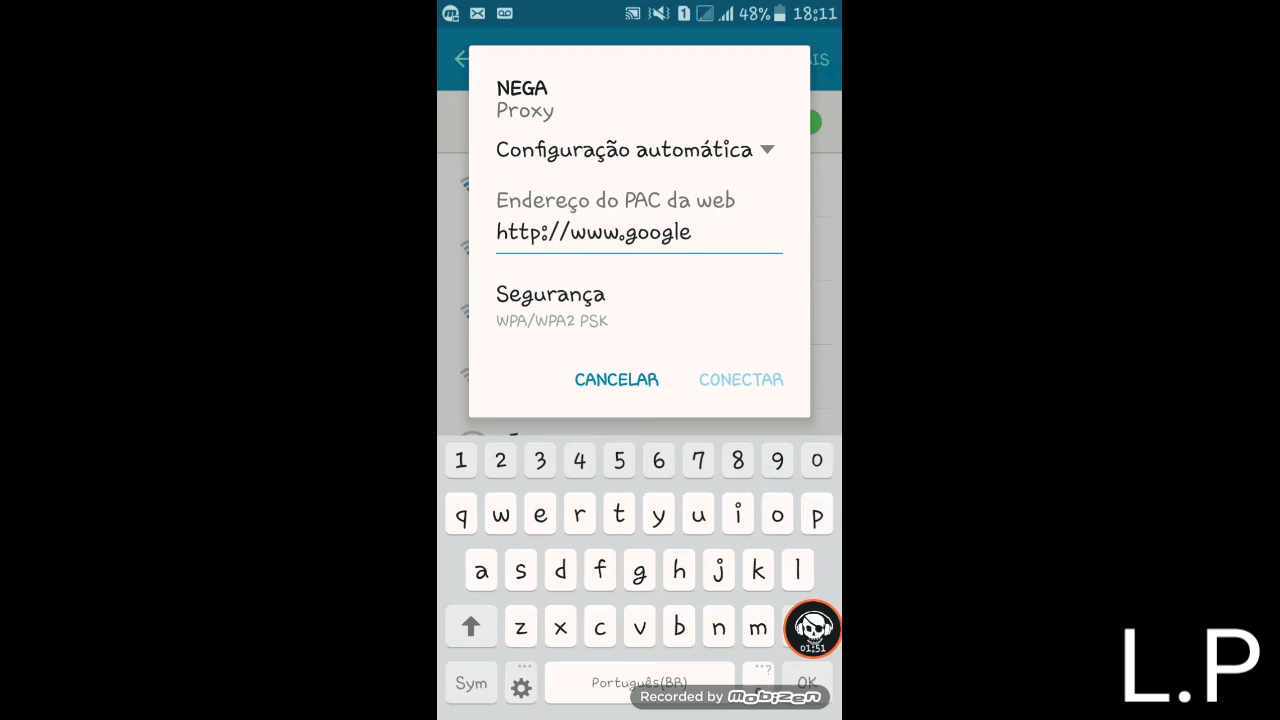 1 48% 18:11
IS
NEGA
Proxy
Configuração automática
Endereço do PAC da web
http://www.google
Segurança
WPA/WPA2 PSK
CANCELAR CONECTAR
1 2 3 4 5 6 7 8 9 0
q w e r t y u i o p
a s d f g h j k l
z x c v b n m
01:51
Sym Português(BR) ...? OK
Recorded by mobizen
L.P